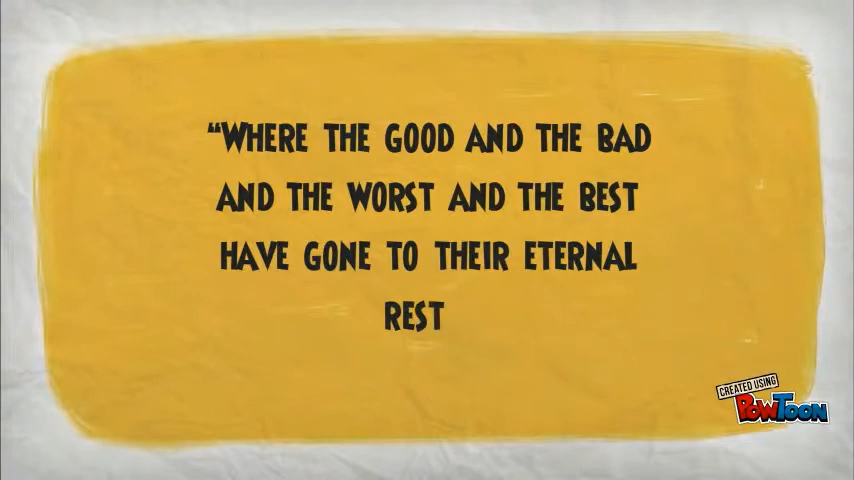 “WHERE THE GOOD AND THE BAD
AND THE WORST AND THE BEST
HAVE GONE TO THEIR ETERNAL
REST
CREATED USING
POWTOON